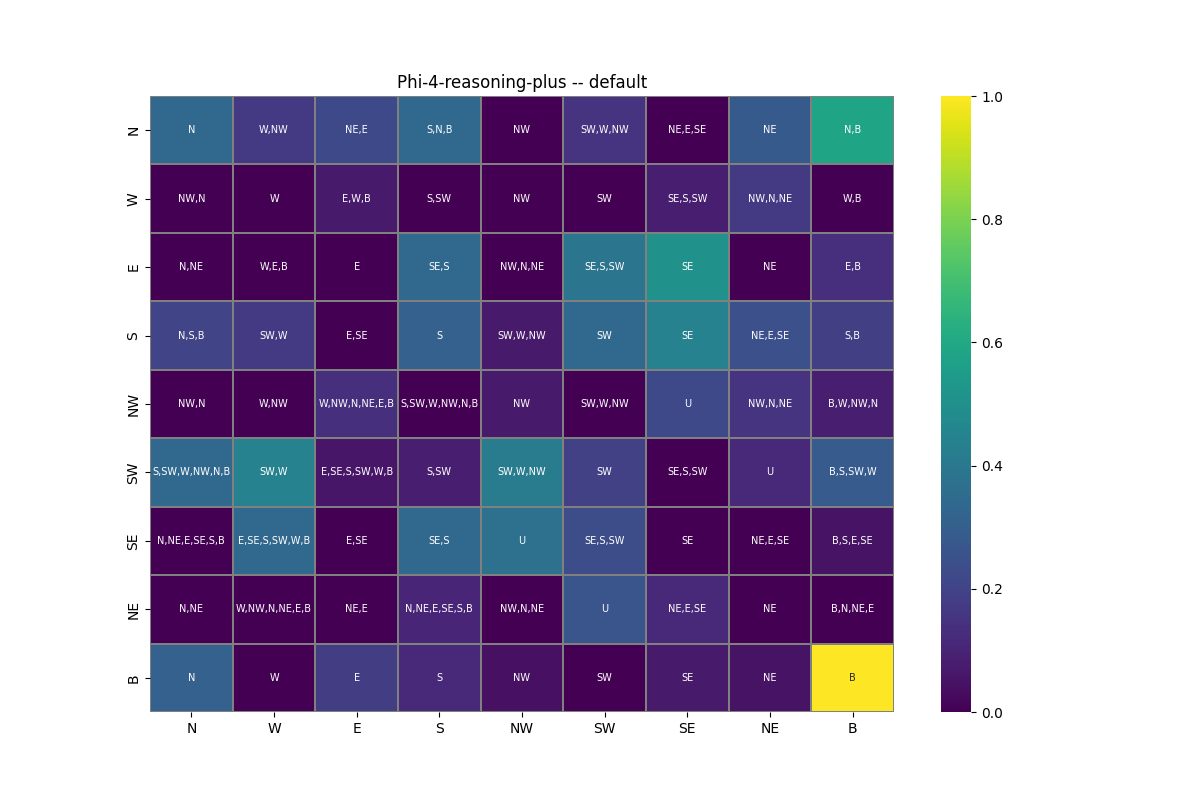 Phi-4-reasoning-plus -- default
N N W,NW NE,E S,N,B NW SW,W,NW NE,E,SE NE N,B
W NW,N W E,W,B S,SW NW SW SE,S,SW NW,N,NE W,B
E N,NE W,E,B E SE,S NW,N,NE SE,S,SW SE NE E,B
S N,S,B SW,W E,SE S SW,W,NW SW SE NE,E,SE S,B
NW NW,N W,NW W,NW,N,NE,E,B S,SW,W,NW,N,B NW SW,W,NW U NW,N,NE B,W,NW,N
SW S,SW,W,NW,N,B SW,W E,SE,S,SW,W,B S,SW SW,W,NW SW SE,S,SW U B,S,SW,W
SE N,NE,E,SE,S,B E,SE,S,SW,W,B E,SE SE,S U SE,S,SW SE NE,E,SE B,S,E,SE
NE N,NE W,NW,N,NE,E,B NE,E N,NE,E,SE,S,B NW,N,NE U NE,E,SE NE B,N,NE,E
B N W E S NW SW SE NE B
N W E S NW SW SE NE B
1.0
0.8
0.6
0.4
0.2
0.0